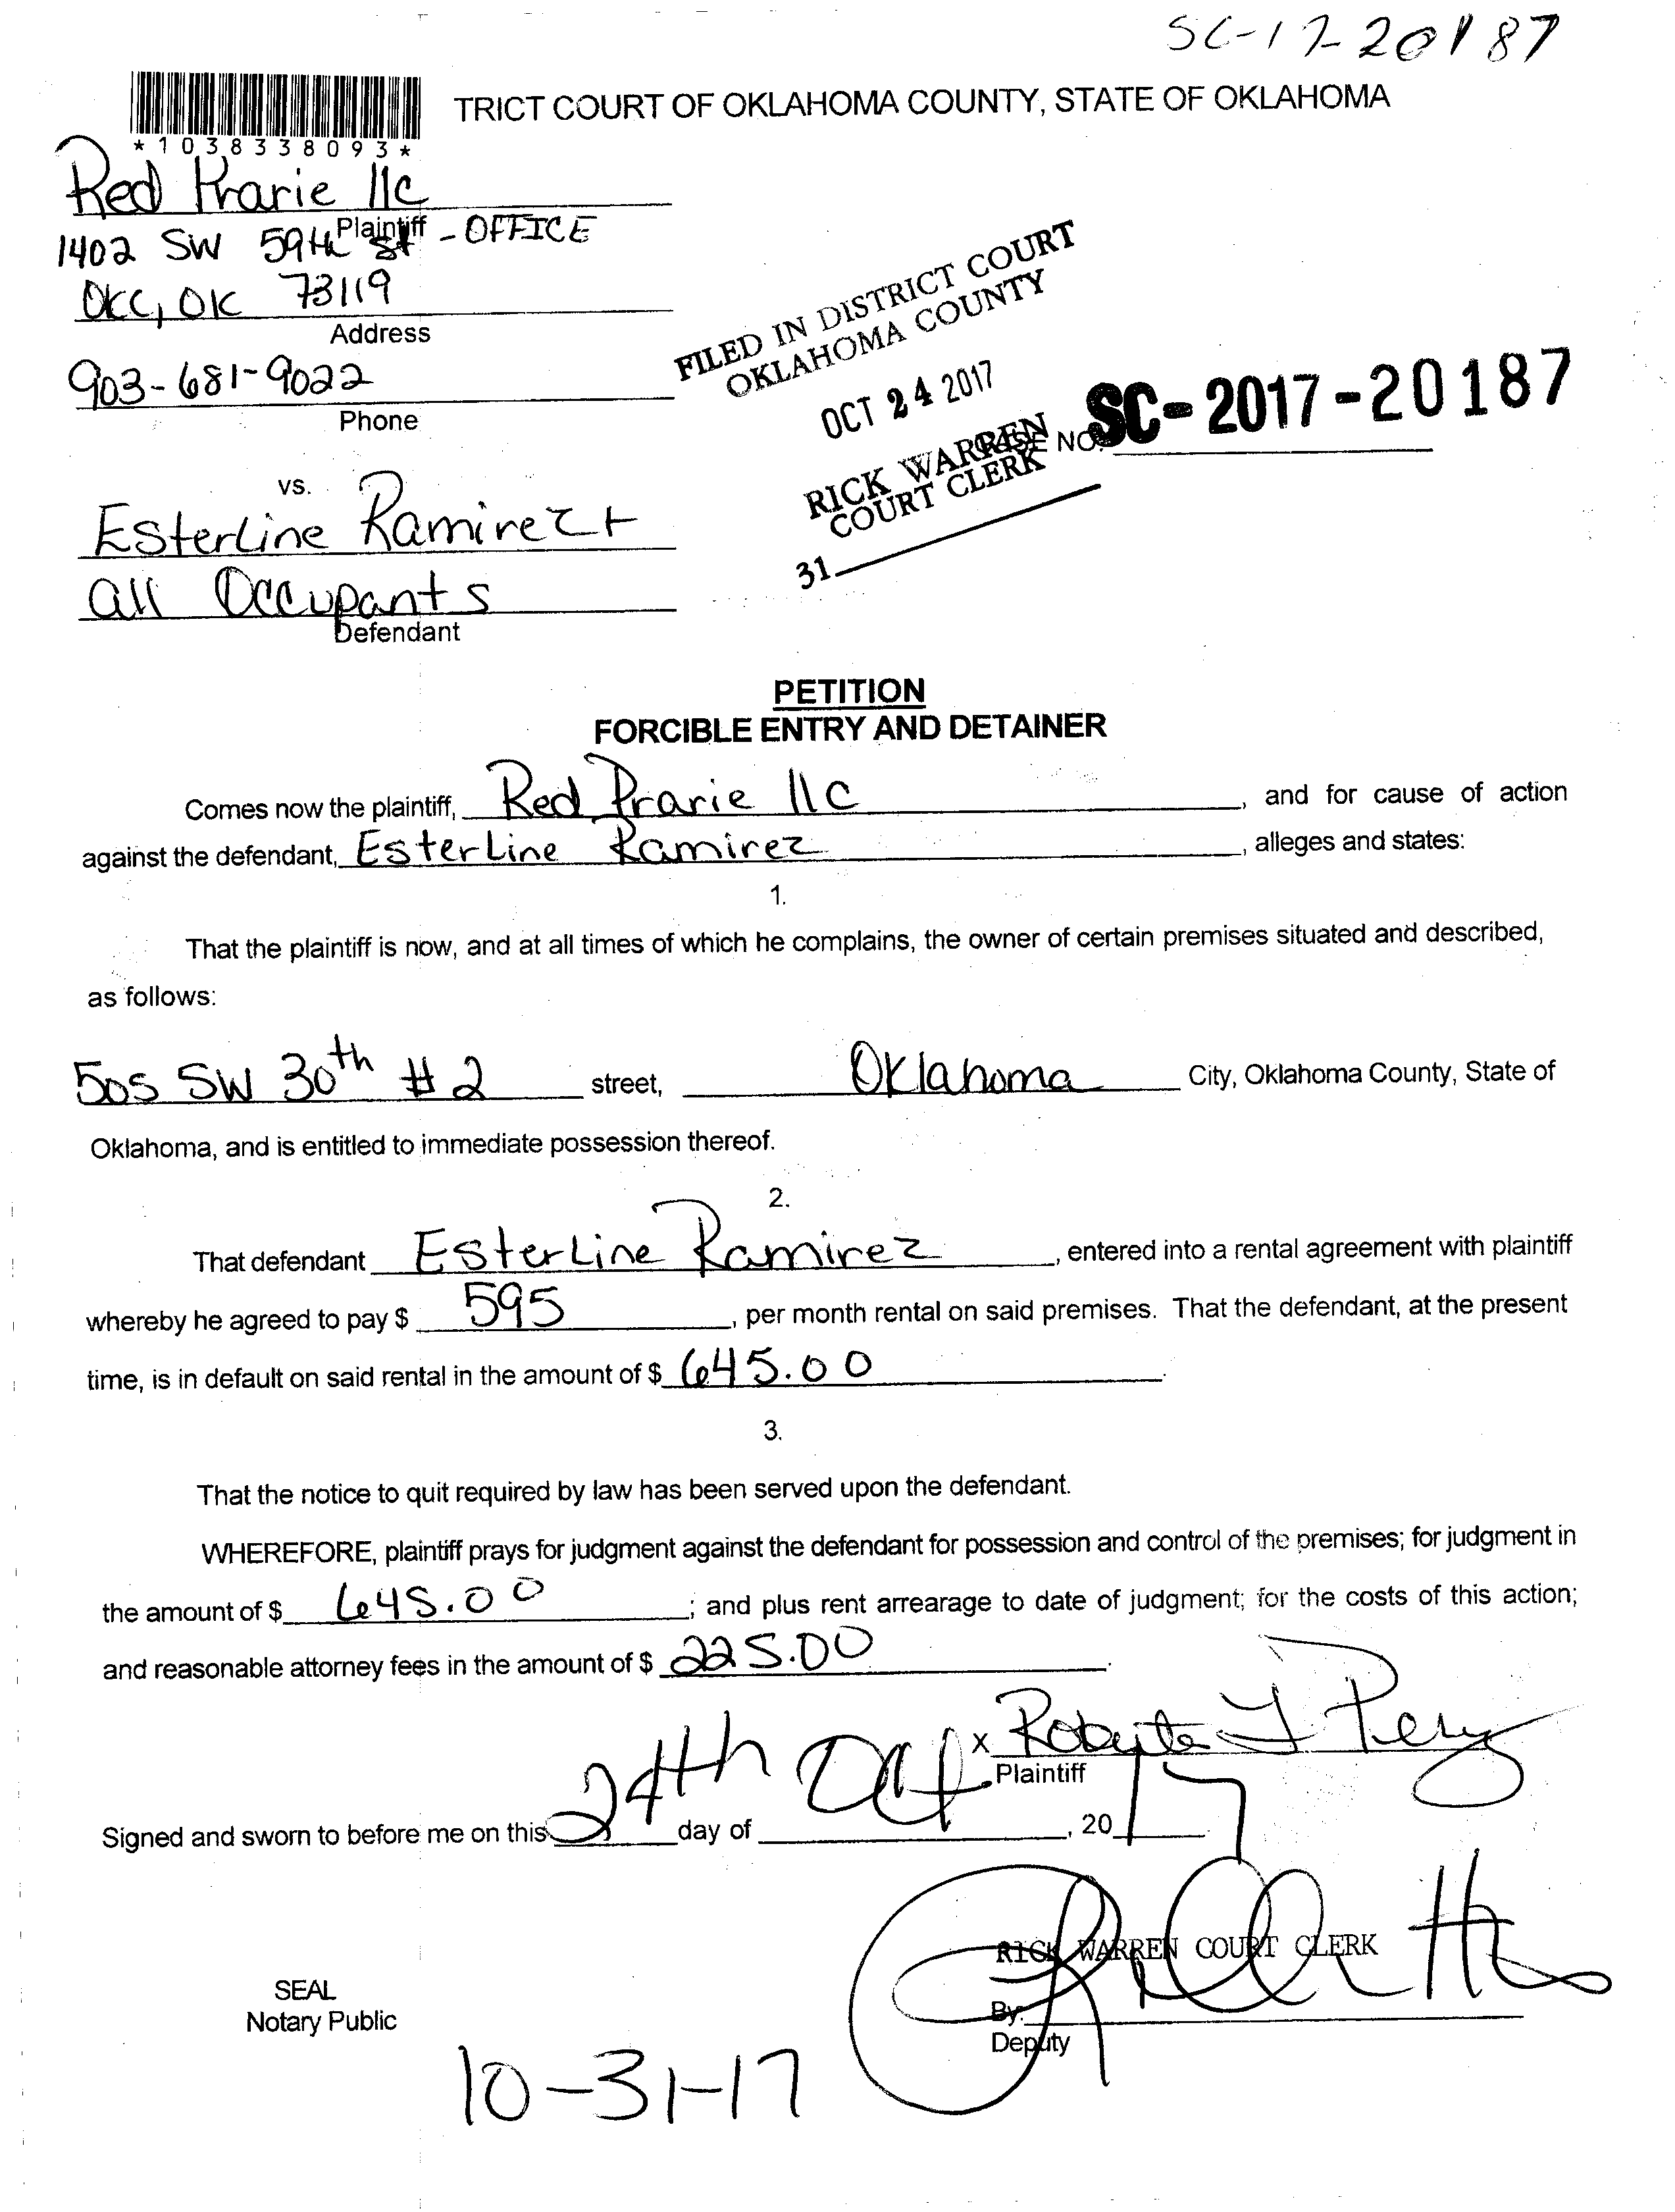 SC-17-20187
TRICT COURT OF OKLAHOMA COUNTY, STATE OF OKLAHOMA
*1038338093*
Red Prarie llc
Plaintiff
1402 SW 59th st - OFFICE
OKC, OK 73119
Address
903-681-9022
Phone
FILED IN DISTRICT COURT
OKLAHOMA COUNTY
OCT 24 2017
RICK WARREN
COURT CLERK
31
CASE NO. SC-2017-20187
vs.
Esterline Ramirez +
all Occupants
Defendant
PETITION
FORCIBLE ENTRY AND DETAINER
Comes now the plaintiff, Red Prarie llc, and for cause of action
against the defendant, Esterline Ramirez, alleges and states:
1.
That the plaintiff is now, and at all times of which he complains, the owner of certain premises situated and described,
as follows:
505 SW 30th #2 street, Oklahoma City, Oklahoma County, State of
Oklahoma, and is entitled to immediate possession thereof.
2.
That defendant Esterline Ramirez, entered into a rental agreement with plaintiff
whereby he agreed to pay $ 595, per month rental on said premises. That the defendant, at the present
time, is in default on said rental in the amount of $ 645.00.
3.
That the notice to quit required by law has been served upon the defendant.
WHEREFORE, plaintiff prays for judgment against the defendant for possession and control of the premises; for judgment in
the amount of $ 645.00; and plus rent arrearage to date of judgment; for the costs of this action;
and reasonable attorney fees in the amount of $ 225.00.
x Roberta J Perry
Plaintiff
Signed and sworn to before me on this 24th day of Oct, 2017
RICK WARREN COURT CLERK
SEAL
Notary Public
By:
Deputy
10-31-17